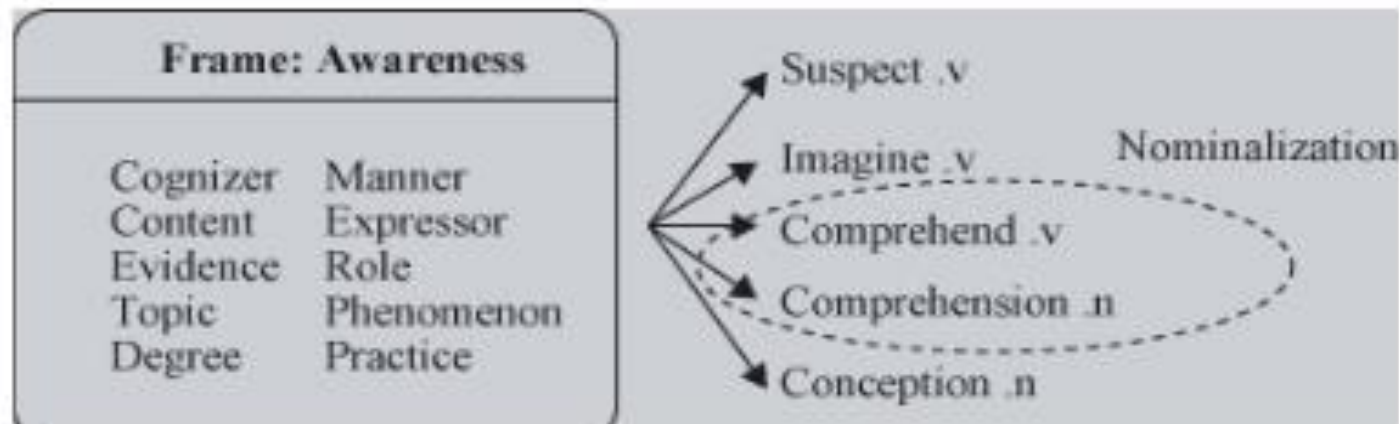 Frame: Awareness
Cognizer Manner
Content Expressor
Evidence Role
Topic Phenomenon
Degree Practice
Suspect .v
Imagine .v
Nominalization
Comprehend .v
Comprehension .n
Conception .n